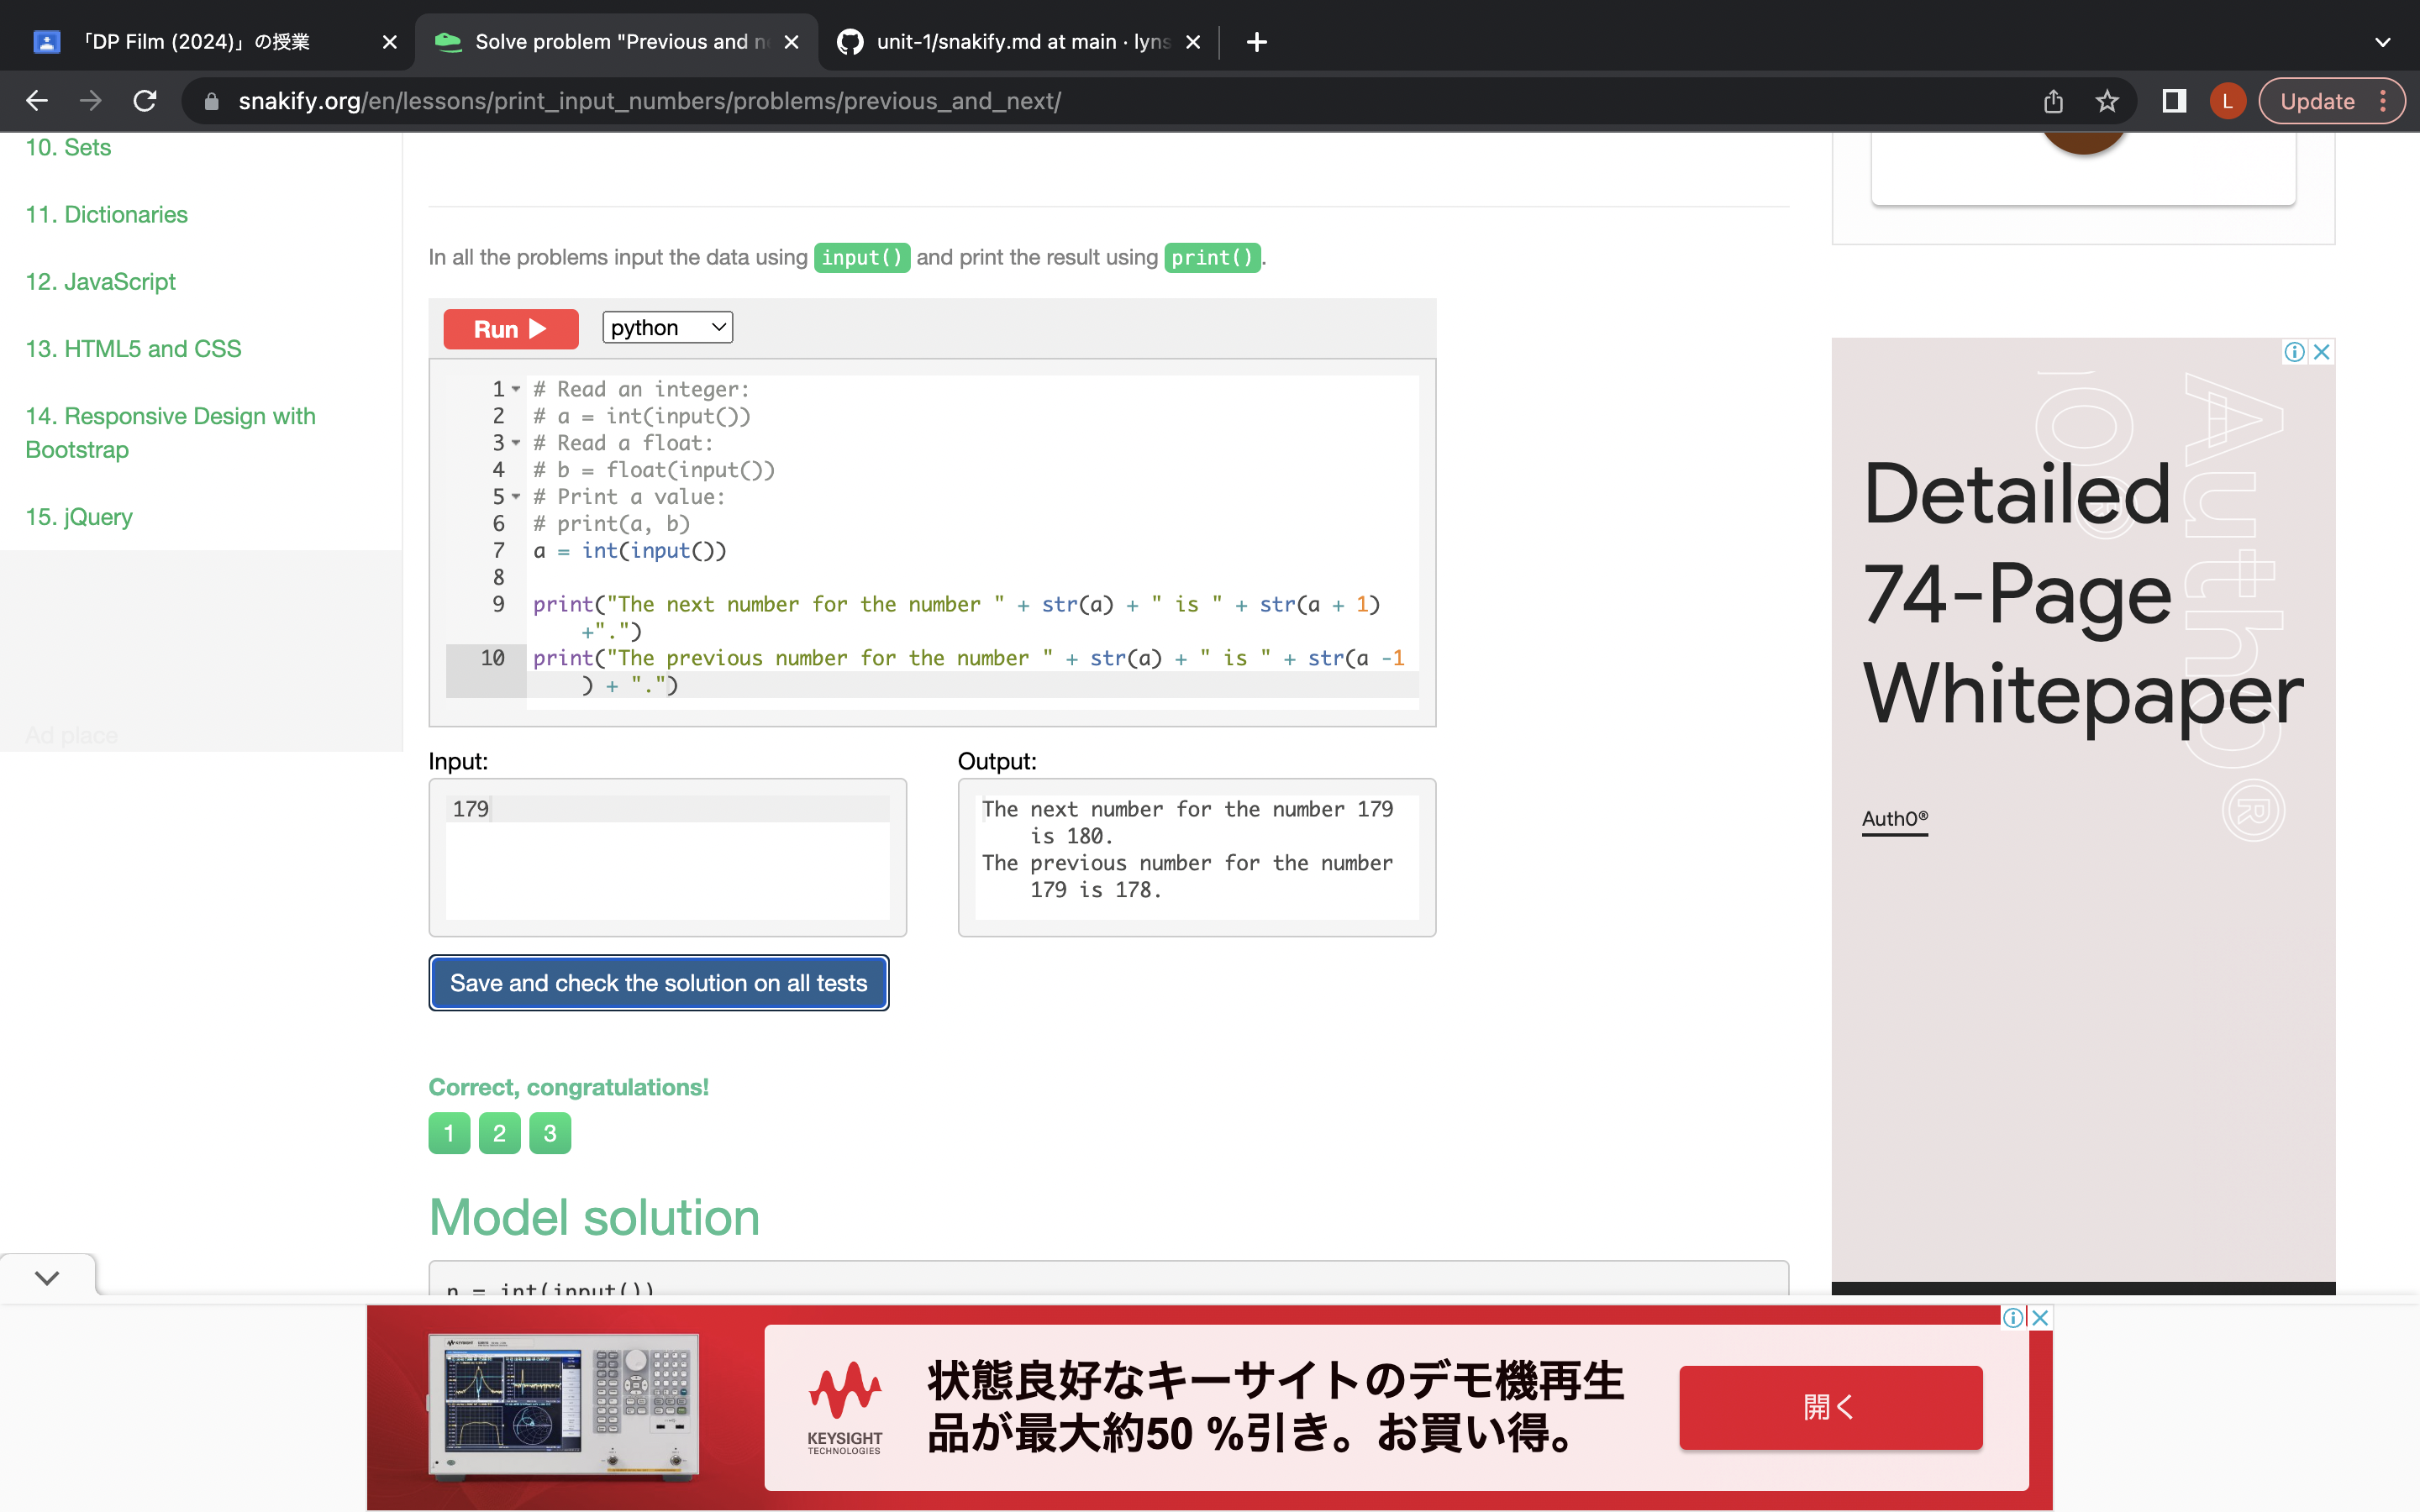 「DP Film (2024)」の授業
Solve problem "Previous and n
unit-1/snakify.md at main · lyns
snakify.org/en/lessons/print_input_numbers/problems/previous_and_next/
L
Update
10. Sets
11. Dictionaries
12. JavaScript
13. HTML5 and CSS
14. Responsive Design with
Bootstrap
15. jQuery
Ad place
In all the problems input the data using input() and print the result using print().
Run
python
1 # Read an integer:
2 # a = int(input())
3 # Read a float:
4 # b = float(input())
5 # Print a value:
6 # print(a, b)
7 a = int(input())
8
9 print("The next number for the number " + str(a) + " is " + str(a + 1)
+".")
10 print("The previous number for the number " + str(a) + " is " + str(a -1
) + ".")
Input:
179
Output:
The next number for the number 179
is 180.
The previous number for the number
179 is 178.
Save and check the solution on all tests
Correct, congratulations!
1 2 3
Model solution
n = int(input())
Auth0®
Detailed
74-Page
Whitepaper
Auth0®
KEYSIGHT
TECHNOLOGIES
状態良好なキーサイトのデモ機再生
品が最大約50 %引き。お買い得。
開く